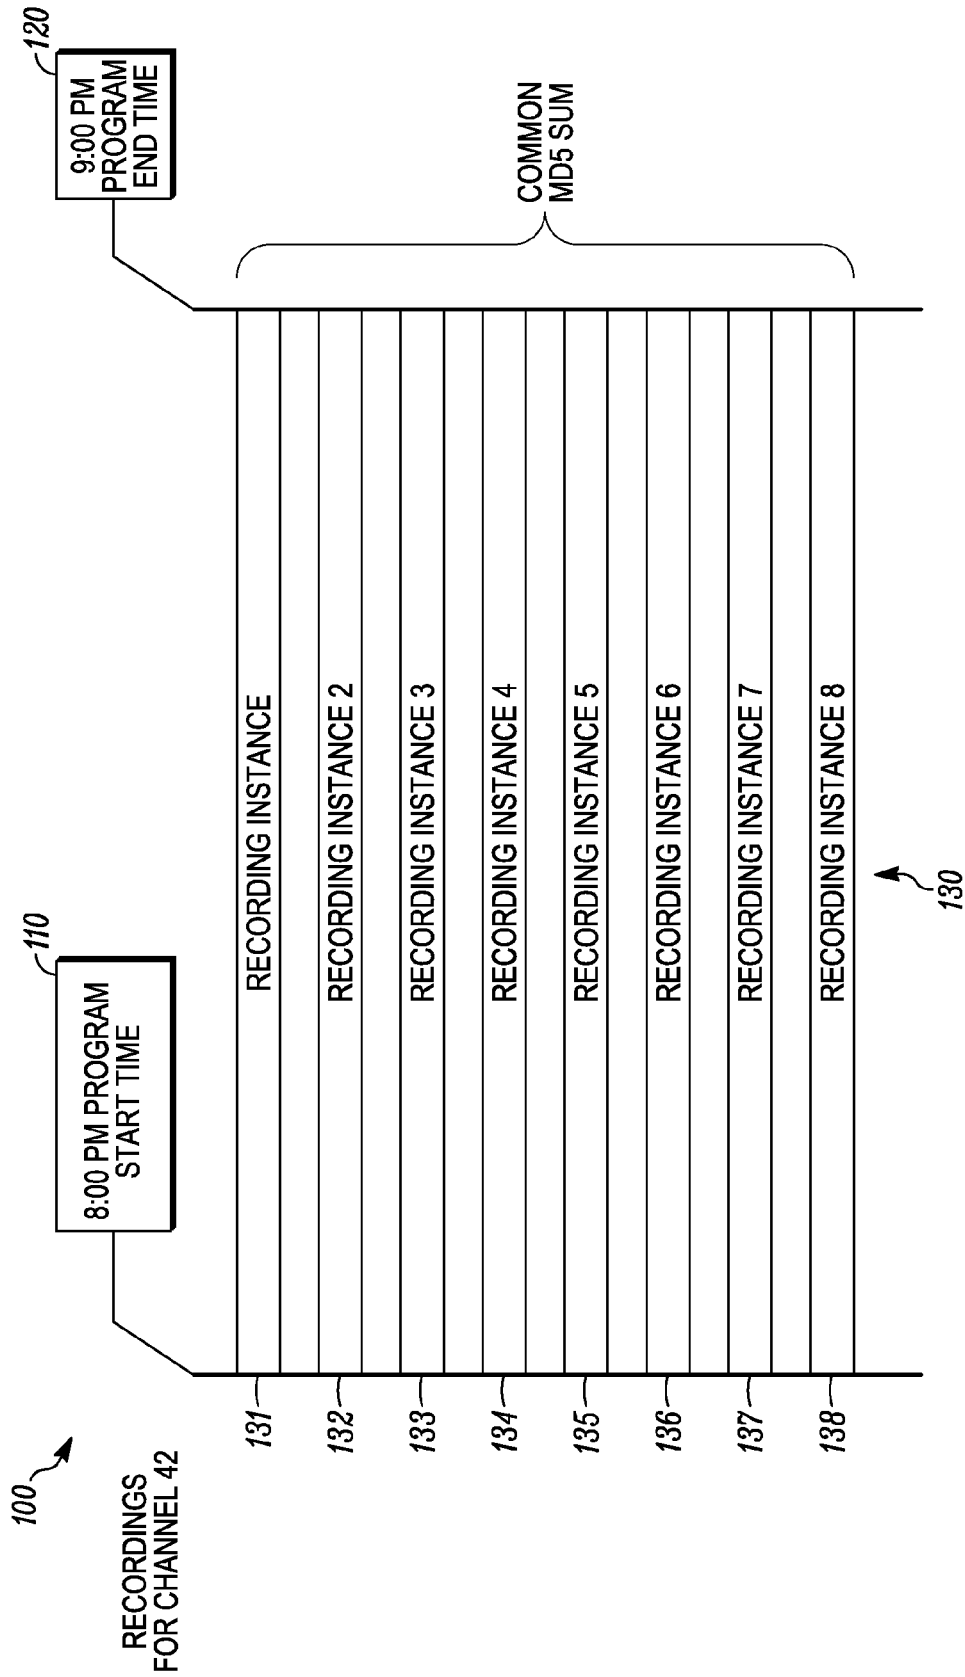 100
RECORDINGS
FOR CHANNEL 42
110
8:00 PM PROGRAM
START TIME
120
9:00 PM
PROGRAM
END TIME
131
RECORDING INSTANCE
132
RECORDING INSTANCE 2
133
RECORDING INSTANCE 3
134
RECORDING INSTANCE 4
135
RECORDING INSTANCE 5
136
RECORDING INSTANCE 6
137
RECORDING INSTANCE 7
138
RECORDING INSTANCE 8
COMMON
MD5 SUM
130